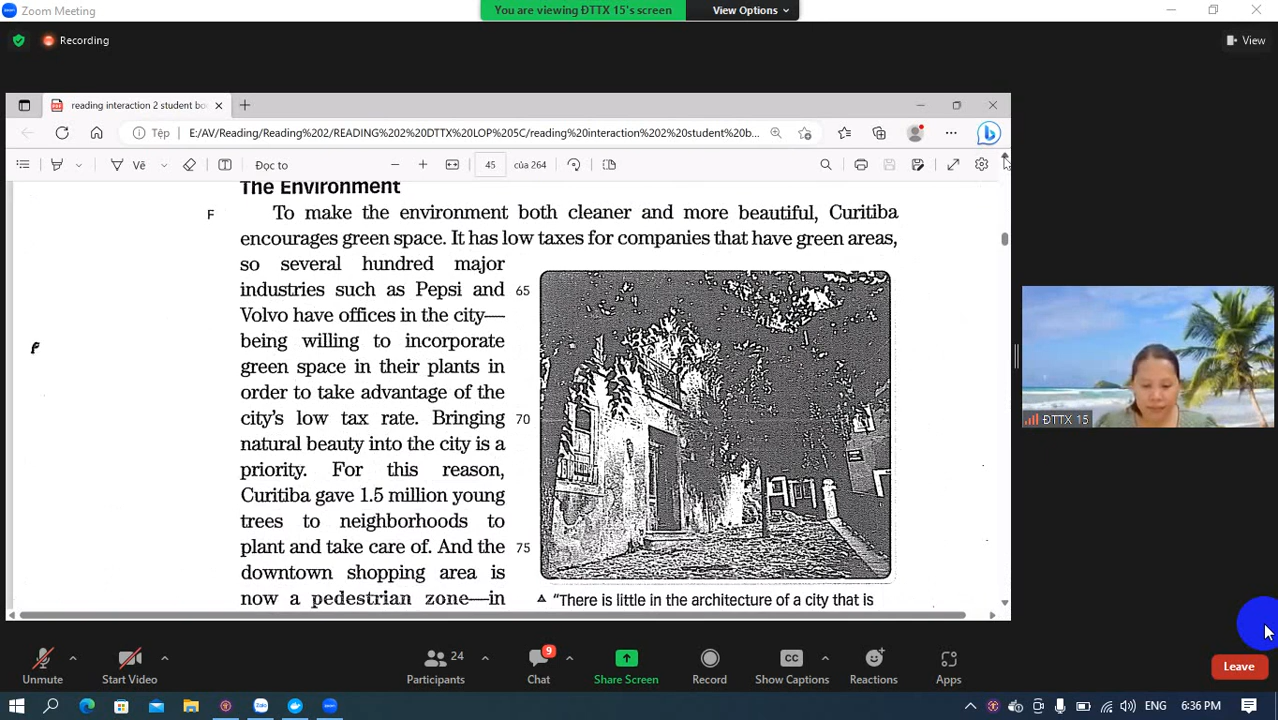 Zoom Meeting
You are viewing ĐTTX 15's screen
View Options
Recording
View
reading interaction 2 student bo
Tệp
E:/AV/Reading/Reading%202/READING%202%20DTTX%20LOP%205C/reading%20interaction%202%20student%20b...
Vẽ
Đọc to
45
của 264
The Environment
F
To make the environment both cleaner and more beautiful, Curitiba
encourages green space. It has low taxes for companies that have green areas,
so several hundred major
industries such as Pepsi and
65
Volvo have offices in the city—
being willing to incorporate
green space in their plants in
order to take advantage of the
city's low tax rate. Bringing
70
natural beauty into the city is a
priority. For this reason,
Curitiba gave 1.5 million young
trees to neighborhoods to
plant and take care of. And the
75
downtown shopping area is
now a pedestrian zone—in
"There is little in the architecture of a city that is
ĐTTX 15
Unmute
Start Video
24
Participants
9
Chat
Share Screen
Record
CC
Show Captions
Reactions
Apps
Leave
ENG
6:36 PM